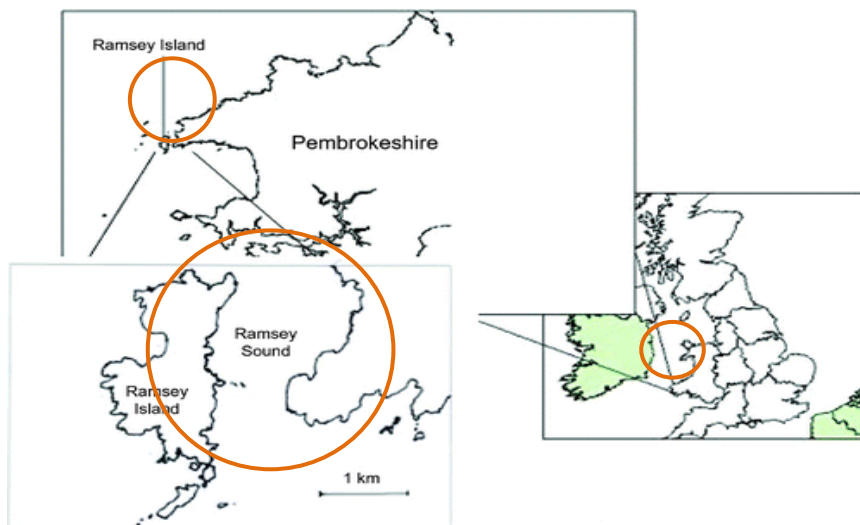 Ramsey Island
Pembrokeshire
Ramsey
Sound
Ramsey
Island
1 km